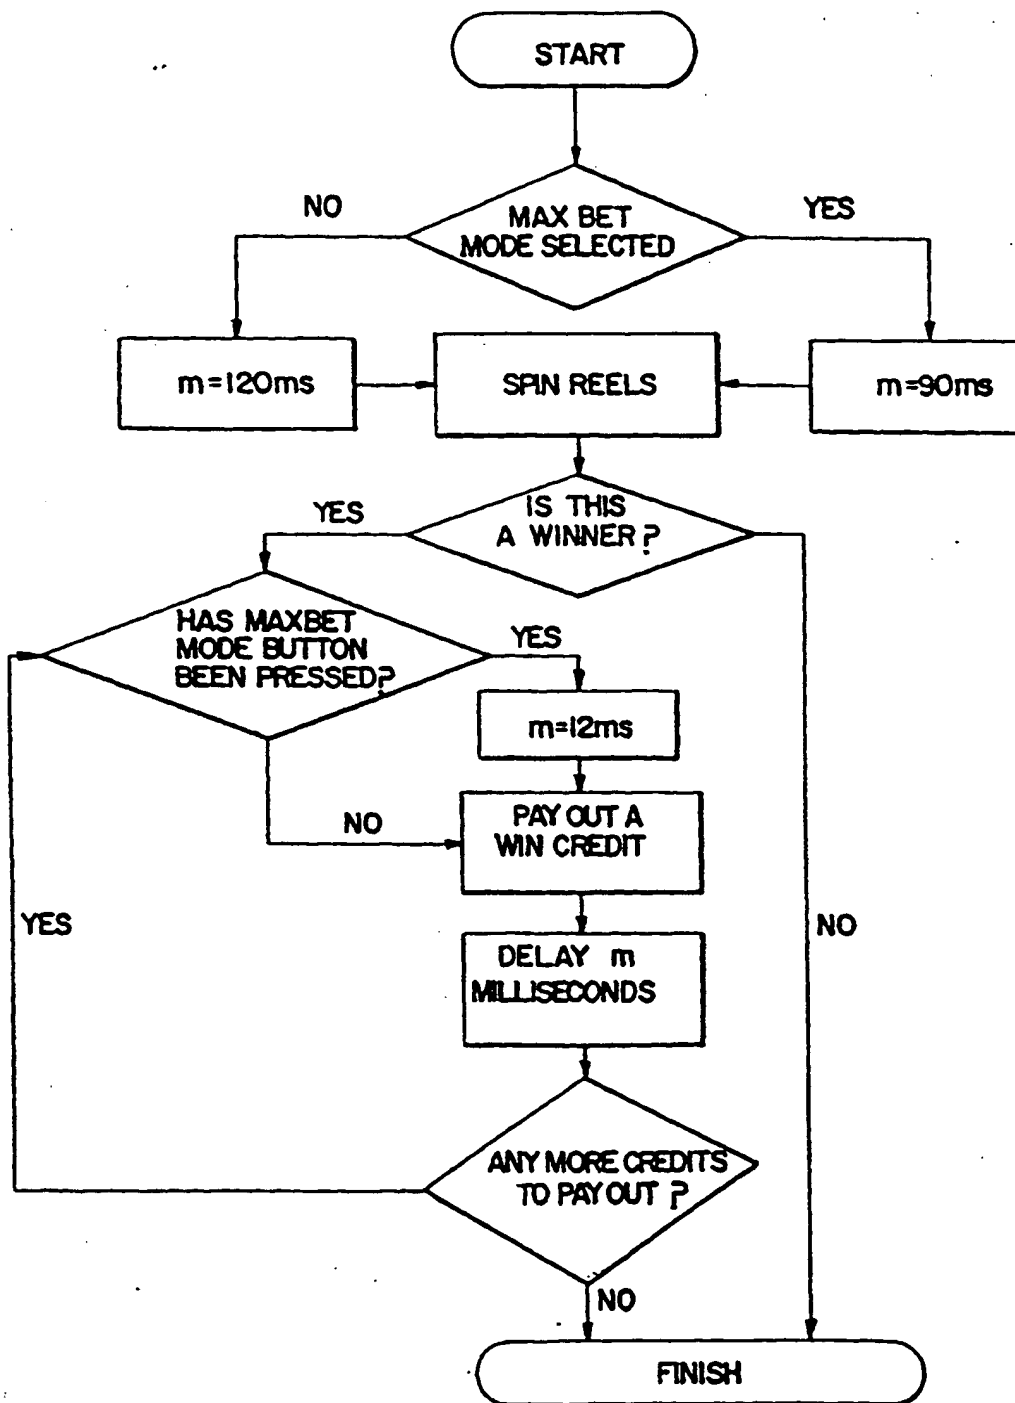 START
NO
YES
MAX BET
MODE SELECTED
m=120ms
SPIN REELS
m=90ms
YES
IS THIS
A WINNER?
HAS MAXBET
MODE BUTTON
BEEN PRESSED?
YES
m=12ms
NO
PAY OUT A
WIN CREDIT
YES
NO
DELAY m
MILLISECONDS
ANY MORE CREDITS
TO PAY OUT ?
NO
FINISH